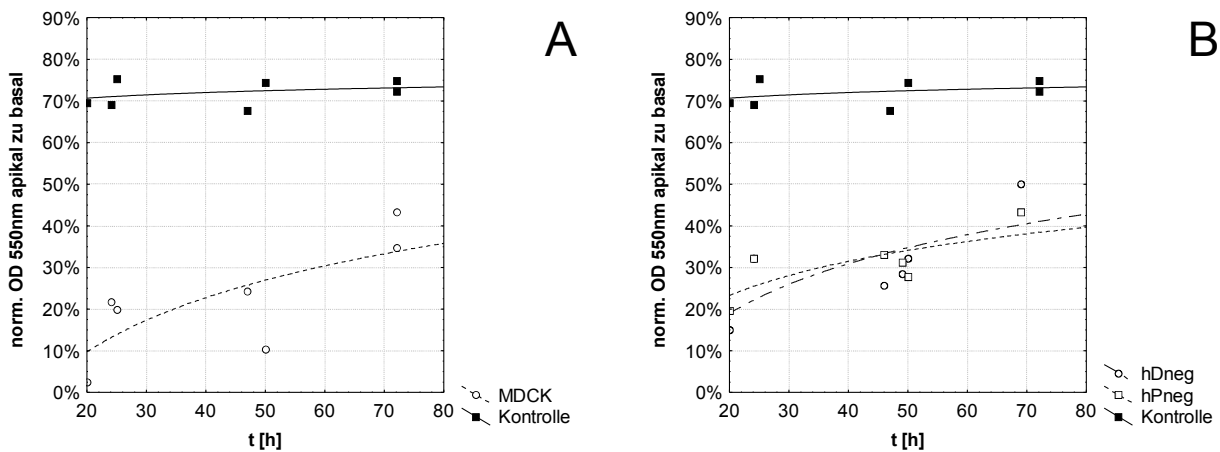 A
norm. OD 550nm apikal zu basal
90%
80%
70%
60%
50%
40%
30%
20%
10%
0%
20 30 40 50 60 70 80
t [h]
MDCK
Kontrolle
B
norm. OD 550nm apikal zu basal
90%
80%
70%
60%
50%
40%
30%
20%
10%
0%
20 30 40 50 60 70 80
t [h]
hDneg
hPneg
Kontrolle